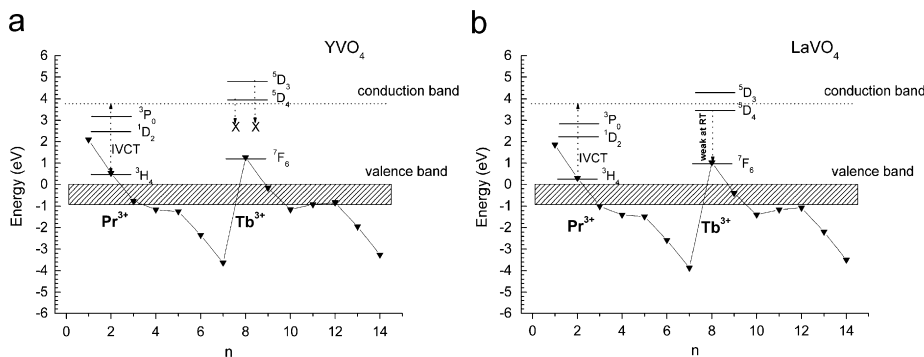 a
YVO4
6
5
4
3
2
1
0
-1
-2
-3
-4
-5
-6
Energy (eV)
5D3
5D4
conduction band
3P0
1D2
X X
IVCT
7F6
3H4
valence band
Pr3+
Tb3+
0 2 4 6 8 10 12 14
n
b
LaVO4
6
5
4
3
2
1
0
-1
-2
-3
-4
-5
-6
Energy (eV)
conduction band
5D3
5D4
3P0
1D2
weak at RT
IVCT
7F6
3H4
valence band
Pr3+
Tb3+
0 2 4 6 8 10 12 14
n